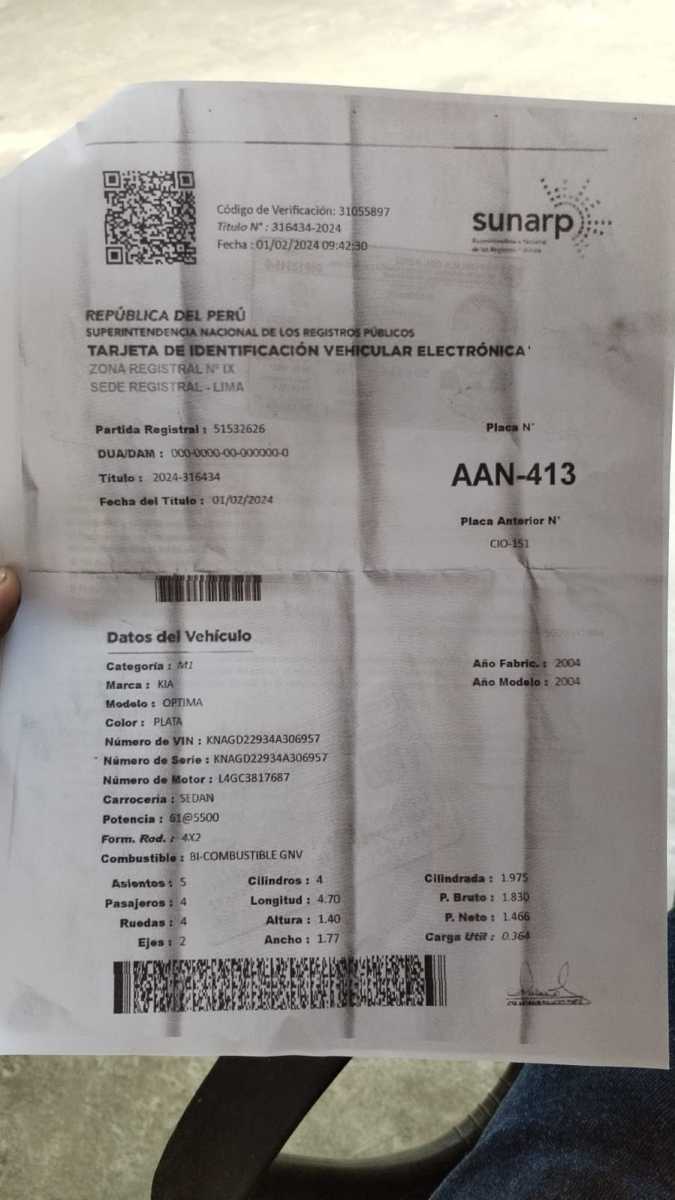 Código de Verificación: 31055897
Título N° : 316434-2024
Fecha : 01/02/2024 09:42:30
sunarp
Superintendencia Nacional
de los Registros Públicos
REPÚBLICA DEL PERÚ
SUPERINTENDENCIA NACIONAL DE LOS REGISTROS PÚBLICOS
TARJETA DE IDENTIFICACIÓN VEHICULAR ELECTRÓNICA
ZONA REGISTRAL N° IX
SEDE REGISTRAL - LIMA
Partida Registral : 51532626
DUA/DAM : 000-0000-00-000000-0
Título : 2024-316434
Fecha del Título : 01/02/2024
Placa N°
AAN-413
Placa Anterior N°
CIO-151
Datos del Vehículo
Categoría : M1
Marca : KIA
Modelo : OPTIMA
Color : PLATA
Número de VIN : KNAGD22934A306957
Número de Serie : KNAGD22934A306957
Número de Motor : L4GC3817687
Carrocería : SEDAN
Potencia : 61@5500
Form. Rod. : 4X2
Combustible : BI-COMBUSTIBLE GNV
Año Fabric. : 2004
Año Modelo : 2004
Asientos : 5
Pasajeros : 4
Ruedas : 4
Ejes : 2
Cilindros : 4
Longitud : 4.70
Altura : 1.40
Ancho : 1.77
Cilindrada : 1.975
P. Bruto : 1.830
P. Neto : 1.466
Carga Util : 0.364